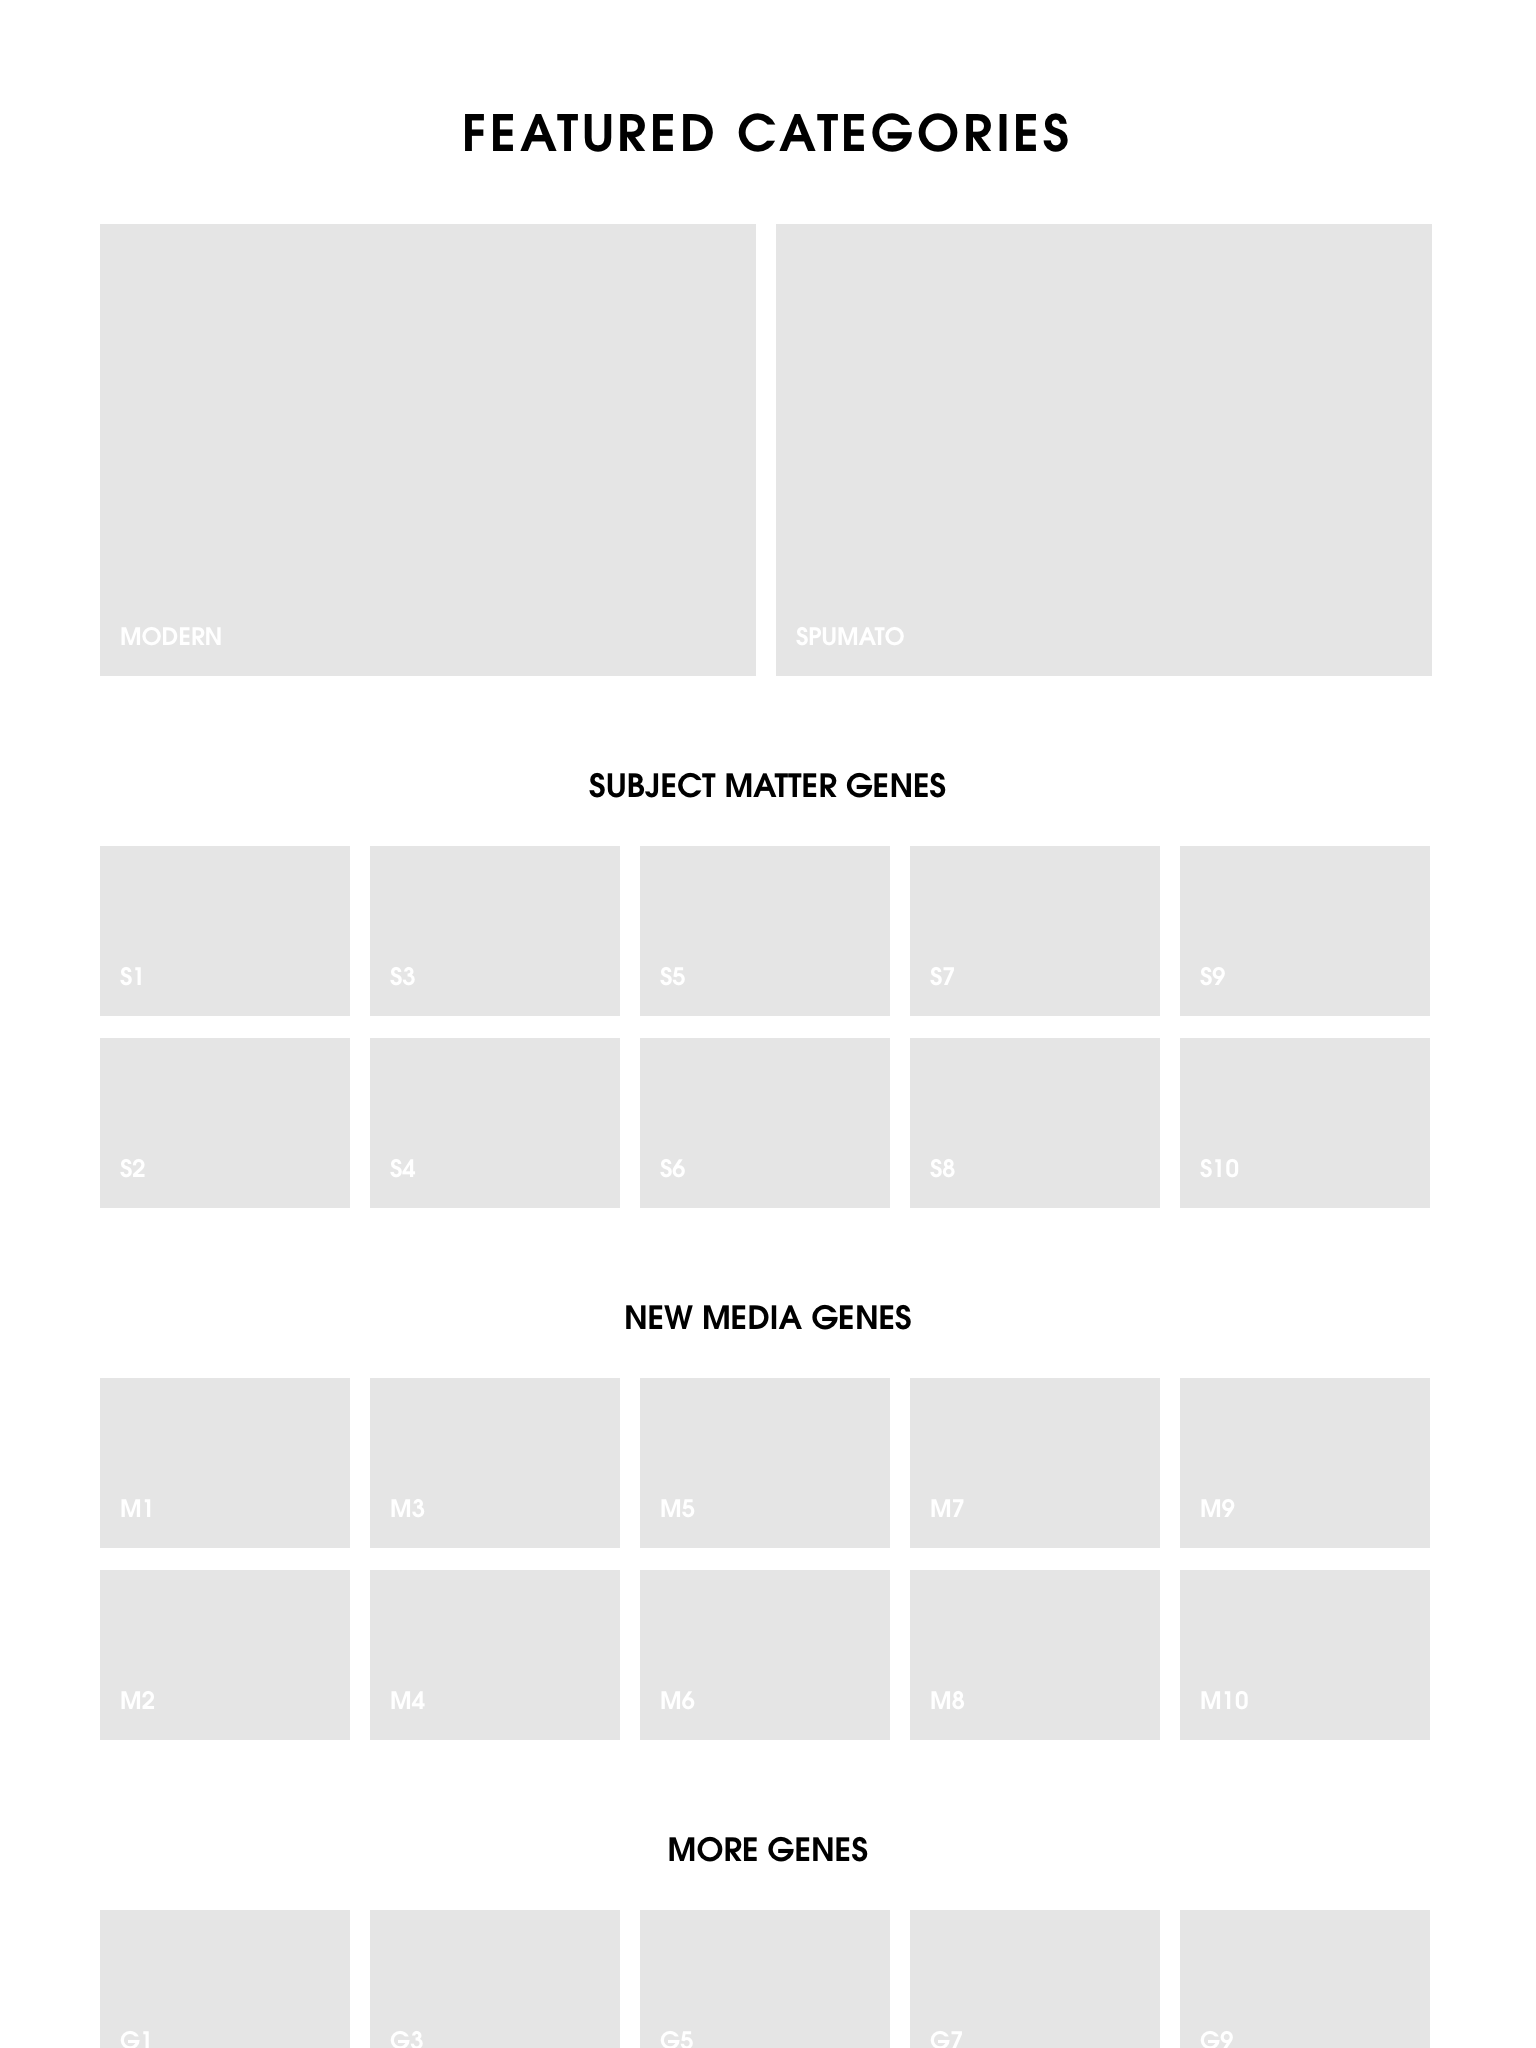 FEATURED CATEGORIES
MODERN
SPUMATO
SUBJECT MATTER GENES
S1 S3 S5 S7 S9
S2 S4 S6 S8 S10
NEW MEDIA GENES
M1 M3 M5 M7 M9
M2 M4 M6 M8 M10
MORE GENES
G1 G3 G5 G7 G9